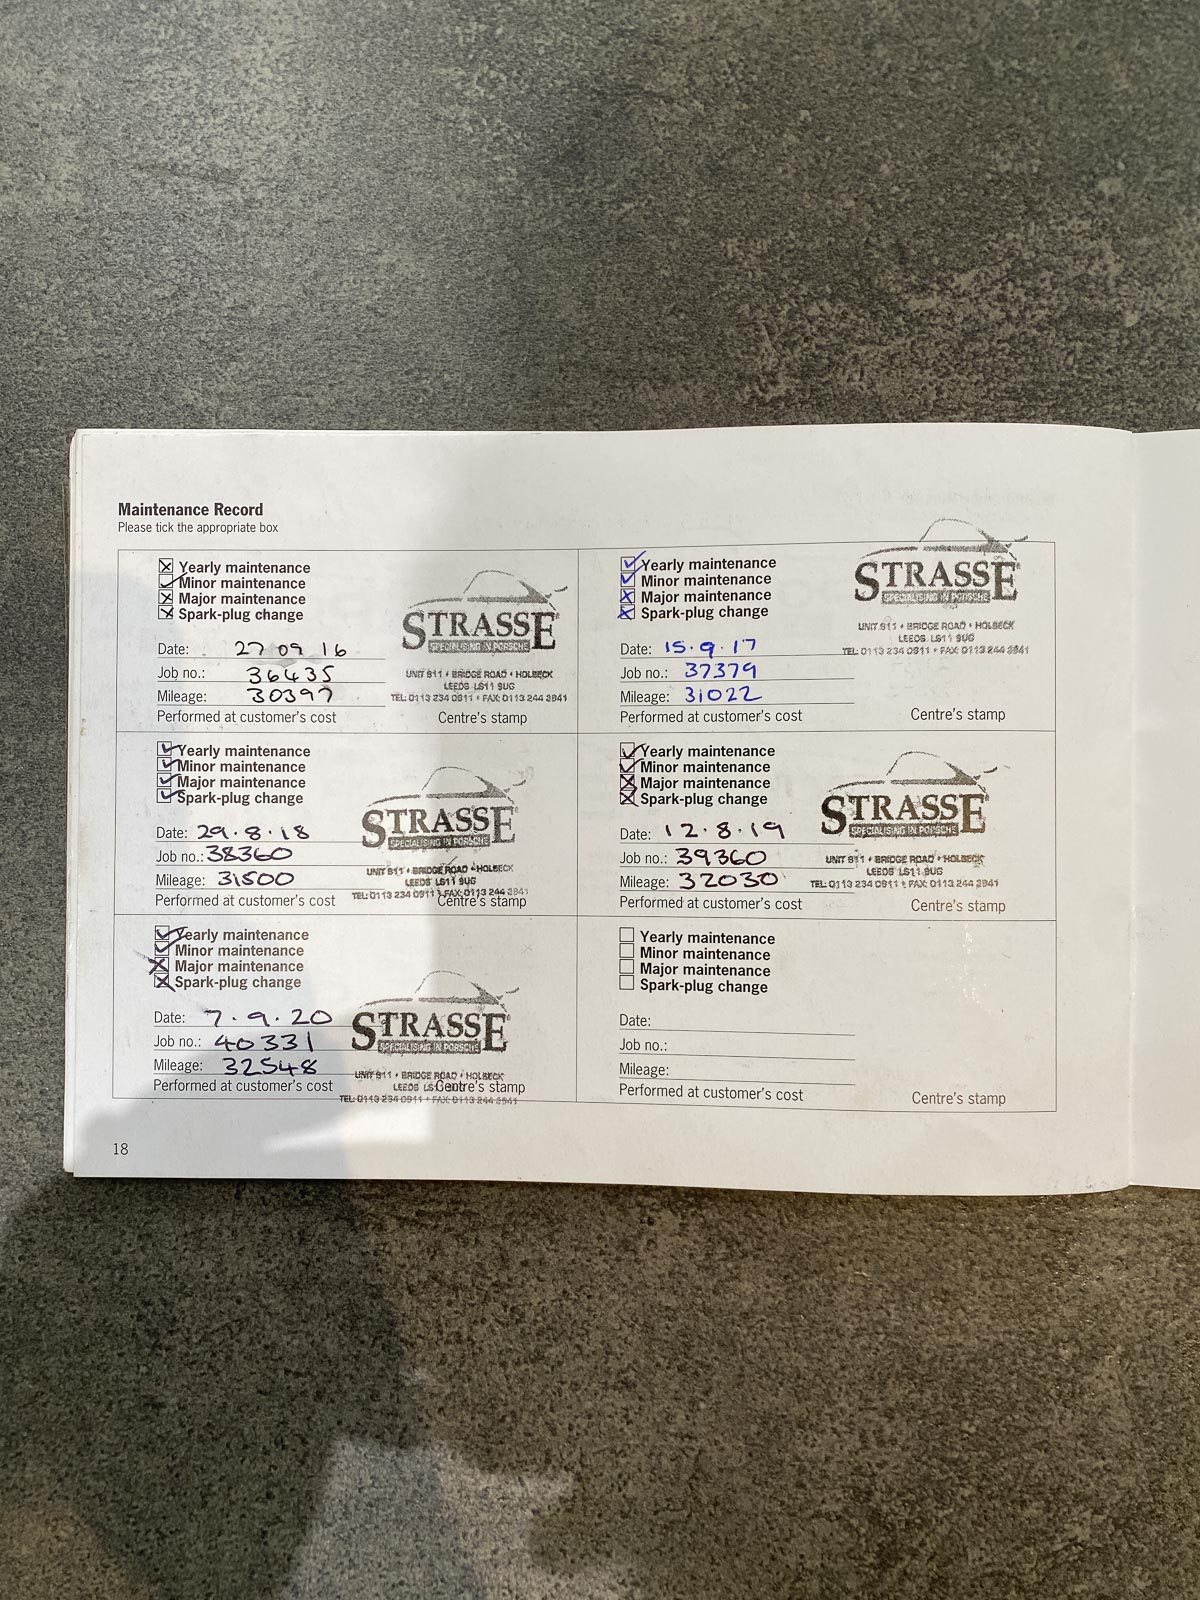 Maintenance Record
Please tick the appropriate box
Yearly maintenance
Minor maintenance
Major maintenance
Spark-plug change
Date: 27 09 16
Job no.: 36435
Mileage: 30397
Performed at customer's cost
STRASSE
SPECIALISING IN PORSCHE
UNIT 911 • BRIDGE ROAD • HOLBECK
LEEDS LS11 9UG
TEL: 0113 234 0911 • FAX: 0113 244 3941
Centre's stamp
Yearly maintenance
Minor maintenance
Major maintenance
Spark-plug change
Date: 15.9.17
Job no.: 37379
Mileage: 31022
Performed at customer's cost
STRASSE
SPECIALISING IN PORSCHE
UNIT 911 • BRIDGE ROAD • HOLBECK
LEEDS LS11 9UG
TEL: 0113 234 0911 • FAX: 0113 244 3941
Centre's stamp
Yearly maintenance
Minor maintenance
Major maintenance
Spark-plug change
Date: 29.8.18
Job no.: 38360
Mileage: 31500
Performed at customer's cost
STRASSE
SPECIALISING IN PORSCHE
UNIT 911 • BRIDGE ROAD • HOLBECK
LEEDS LS11 9UG
TEL: 0113 234 0911 • FAX: 0113 244 3941
Centre's stamp
Yearly maintenance
Minor maintenance
Major maintenance
Spark-plug change
Date: 12.8.19
Job no.: 39360
Mileage: 32030
Performed at customer's cost
STRASSE
SPECIALISING IN PORSCHE
UNIT 911 • BRIDGE ROAD • HOLBECK
LEEDS LS11 9UG
TEL: 0113 234 0911 • FAX: 0113 244 3941
Centre's stamp
Yearly maintenance
Minor maintenance
Major maintenance
Spark-plug change
Date: 7.9.20
Job no.: 40331
Mileage: 32548
Performed at customer's cost
STRASSE
SPECIALISING IN PORSCHE
UNIT 911 • BRIDGE ROAD • HOLBECK
LEEDS LS11 9UG
TEL: 0113 234 0911 • FAX: 0113 244 3941
Centre's stamp
Yearly maintenance
Minor maintenance
Major maintenance
Spark-plug change
Date:
Job no.:
Mileage:
Performed at customer's cost
Centre's stamp
18